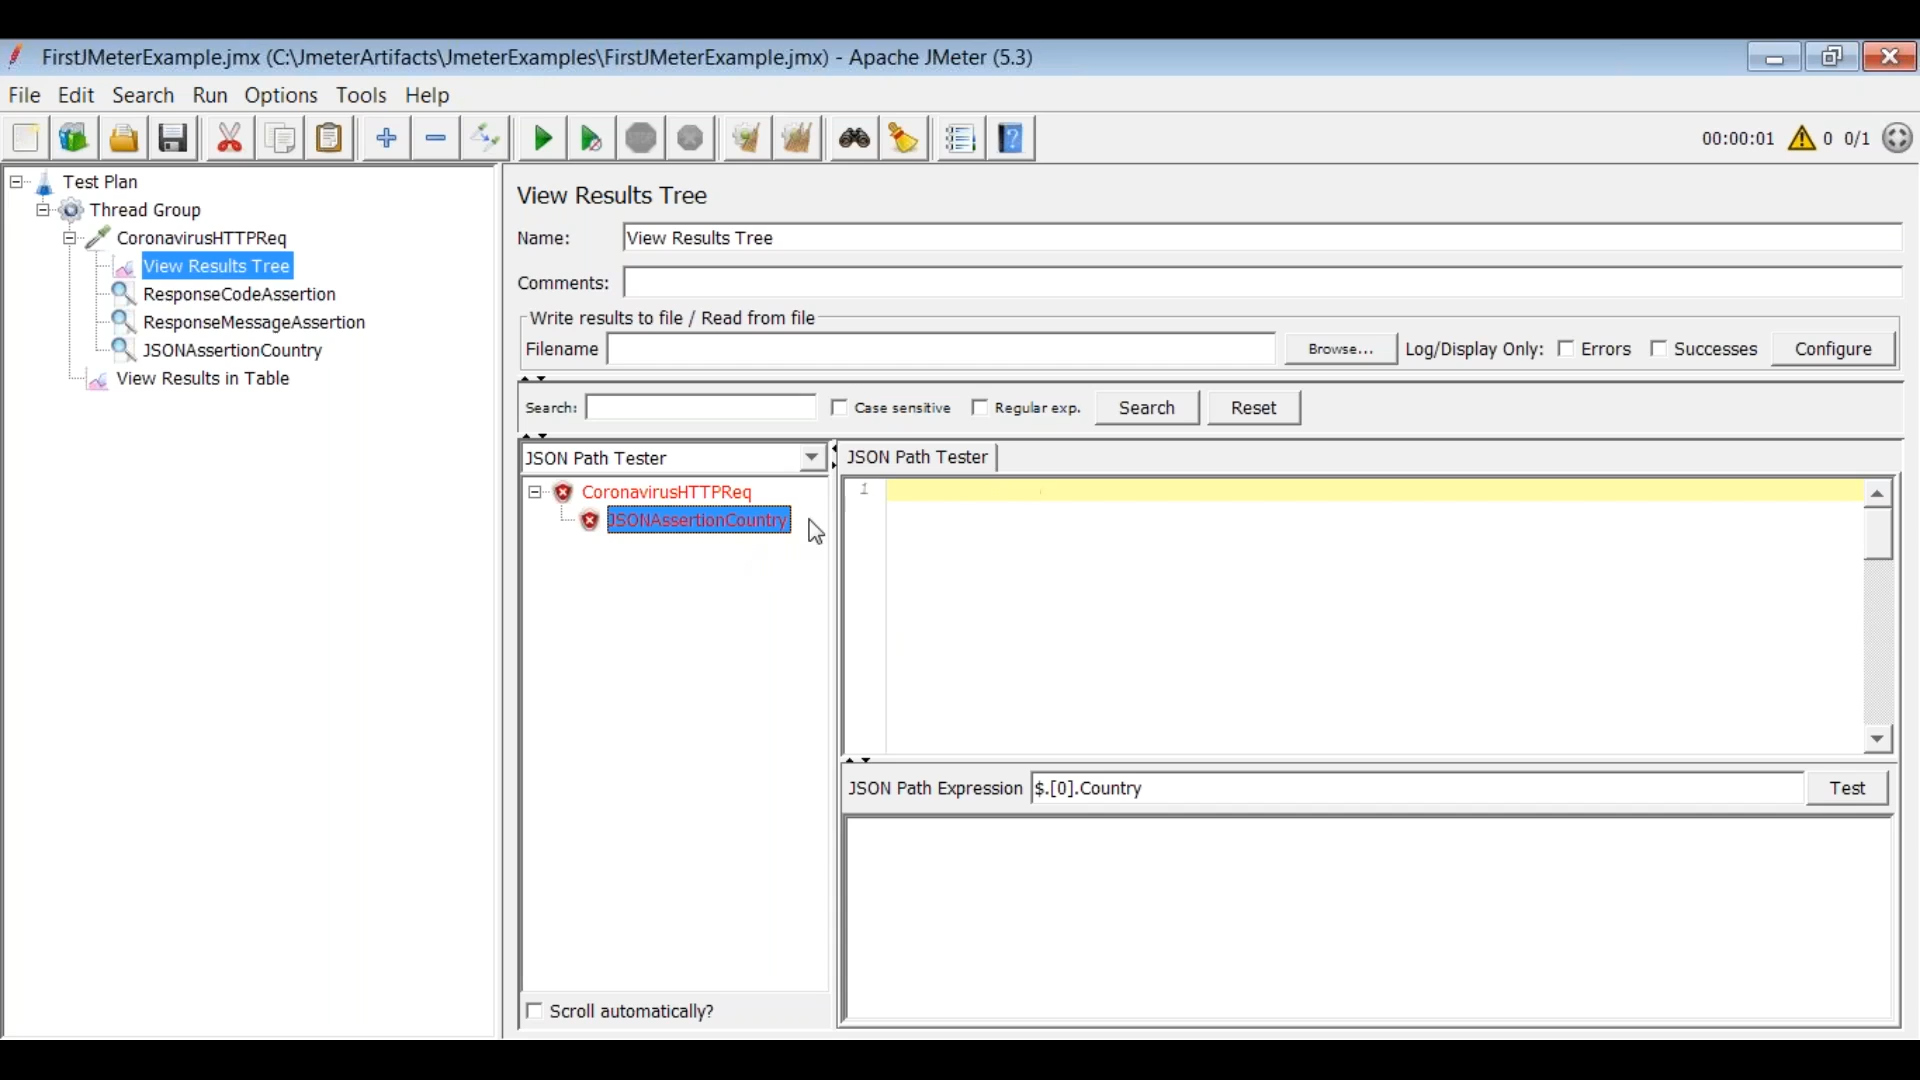 FirstJMeterExample.jmx (C:\JmeterArtifacts\JmeterExamples\FirstJMeterExample.jmx) - Apache JMeter (5.3)
File Edit Search Run Options Tools Help
00:00:01 0 0/1
Test Plan
Thread Group
CoronavirusHTTPReq
View Results Tree
ResponseCodeAssertion
ResponseMessageAssertion
JSONAssertionCountry
View Results in Table
View Results Tree
Name: View Results Tree
Comments:
Write results to file / Read from file
Filename Browse... Log/Display Only: Errors Successes Configure
Search: Case sensitive Regular exp. Search Reset
JSON Path Tester
CoronavirusHTTPReq
JSONAssertionCountry
Scroll automatically?
JSON Path Tester
1
JSON Path Expression $.[0].Country Test